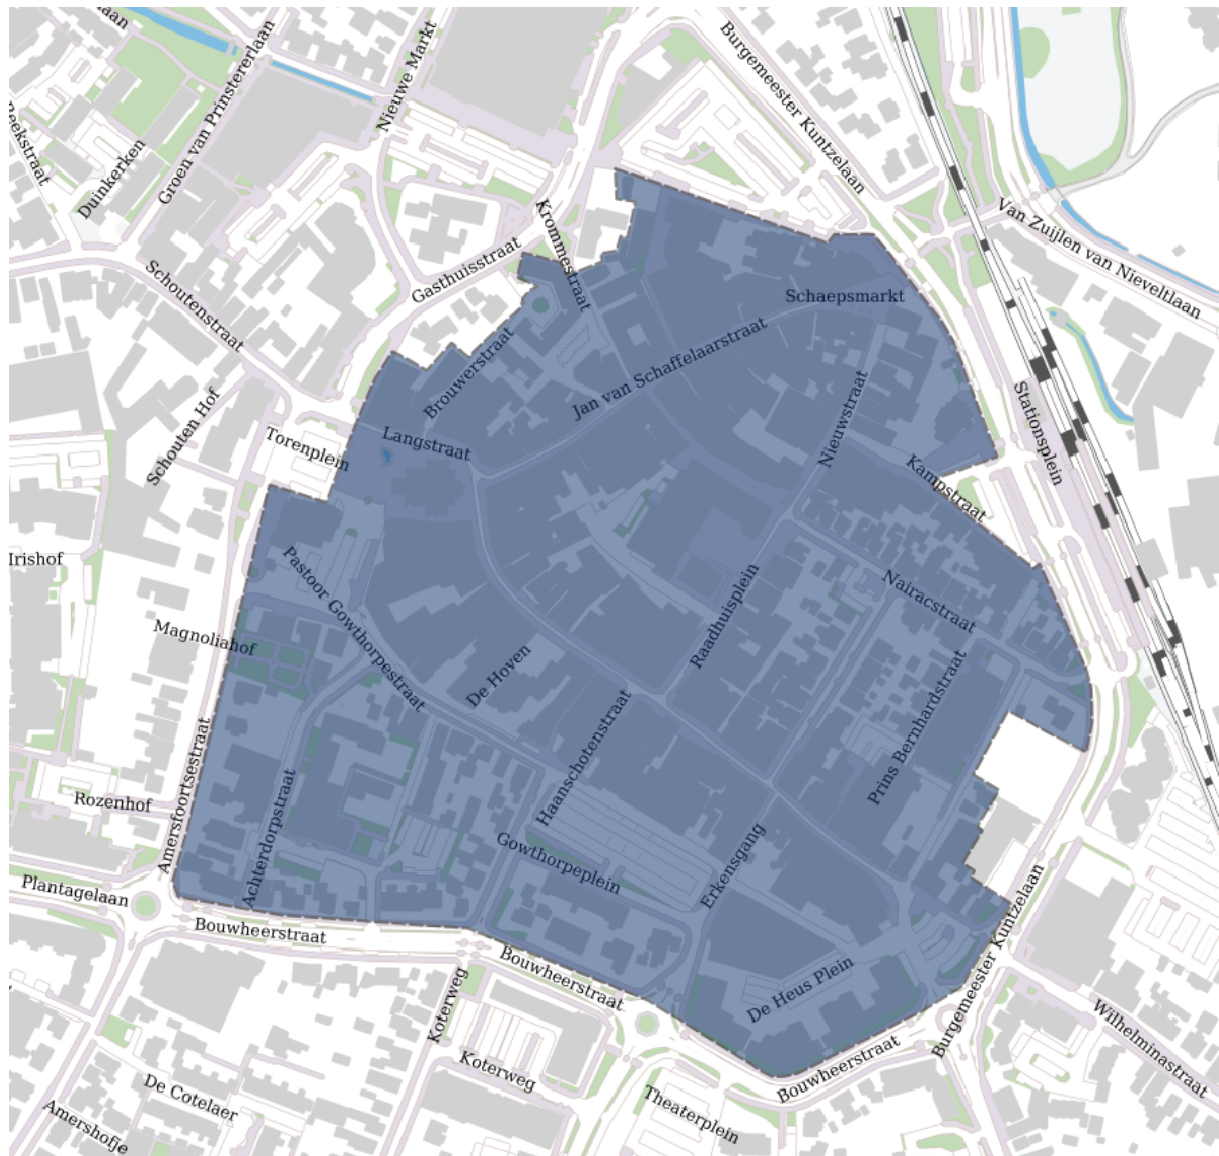 Groen van Prinstererlaan
Nieuwe Markt
Burgemeester Kuntzelaan
Duinkerken
Van Zuijlen van Nieveltlaan
Krommestraat
Gasthuisstraat
Schoutenstraat
Schaepsmarkt
Brouwerstraat
Jan van Schaffelaarstraat
Nieuwstraat
Stationsplein
Schouten Hof
Torenplein
Langstraat
Kampstraat
Irishof
Pastoor Gowthorpestraat
Nairacstraat
Magnoliahof
Raadhuisplein
De Hoven
Haanschotenstraat
Prins Bernhardstraat
Amersfoortsestraat
Rozenhof
Achterdorpstraat
Gowthorpeplein
Erkensgang
Plantagelaan
Bouwheerstraat
Bouwheerstraat
De Heus Plein
Burgemeester Kuntzelaan
Koterweg
Koterweg
Bouwheerstraat
Wilhelminastraat
De Cotelaer
Theaterplein
Amershofje